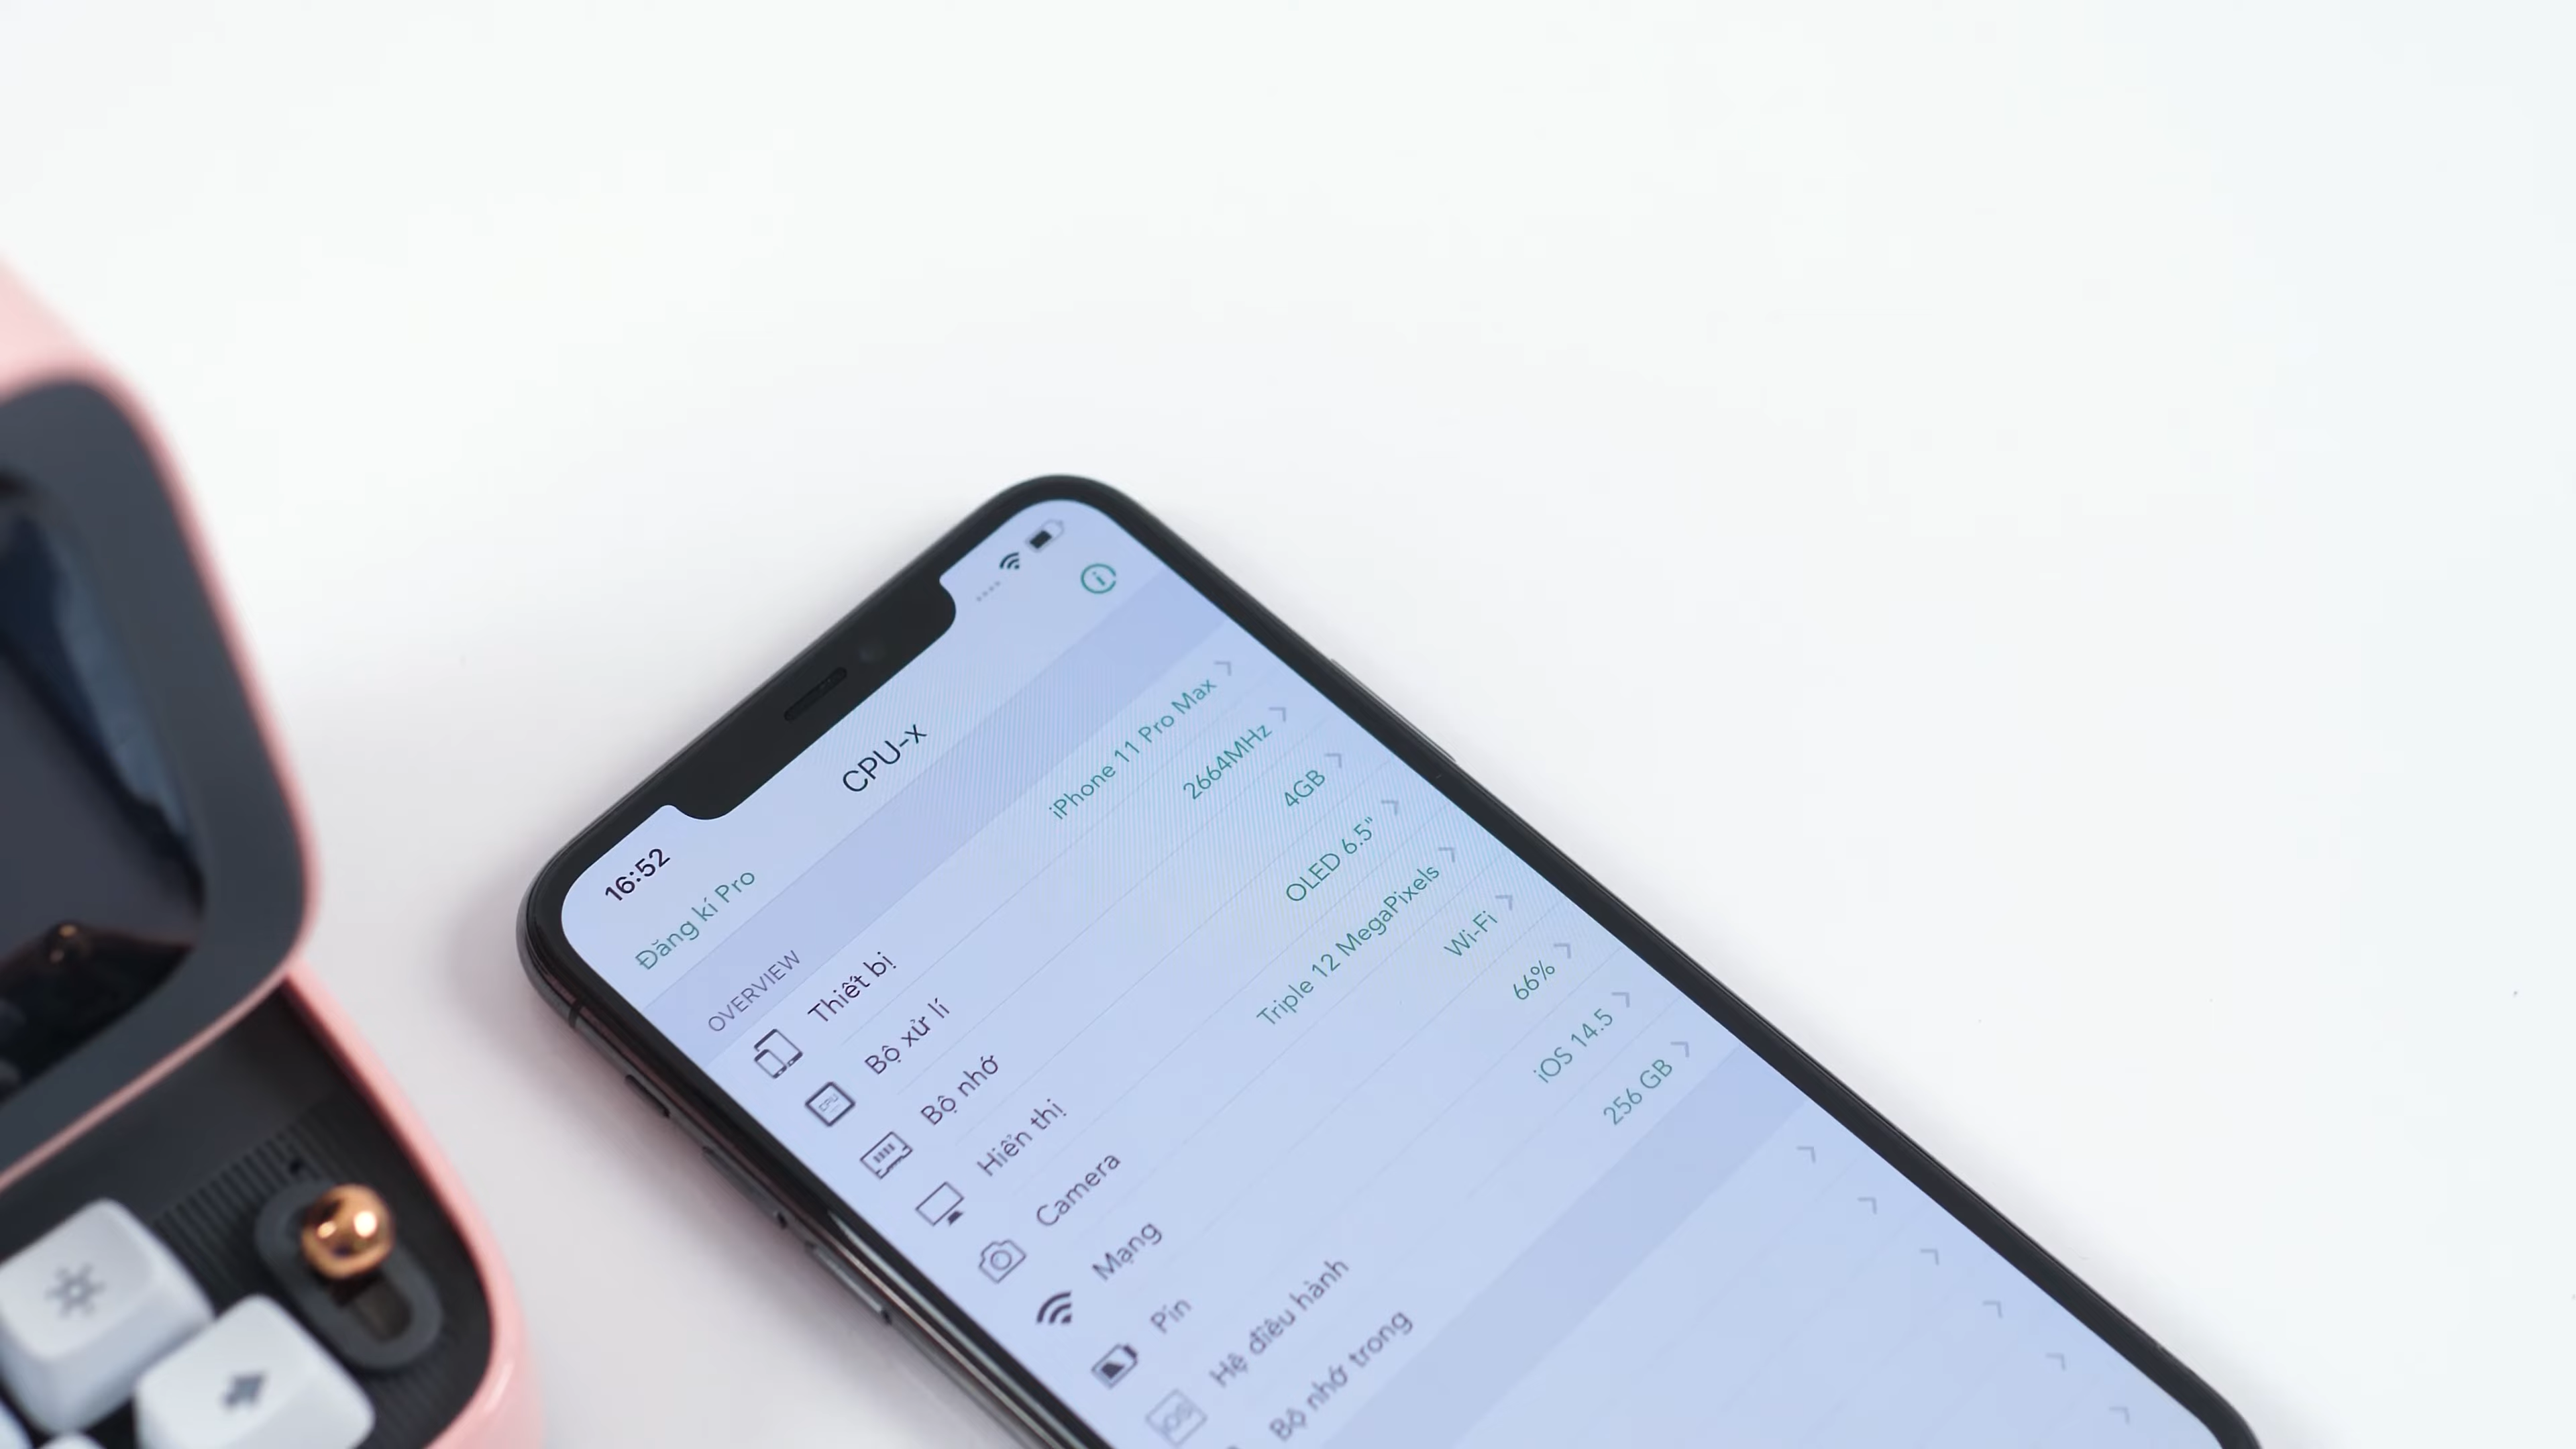 16:52
Đăng kí Pro
CPU-x
OVERVIEW
Thiết bị iPhone 11 Pro Max
Bộ xử lí 2664MHz
Bộ nhớ 4GB
Hiển thị OLED 6.5"
Camera Triple 12 MegaPixels
Mạng Wi-Fi
Pin 66%
Hệ điều hành iOS 14.5
Bộ nhớ trong 256 GB
CPU
iOS